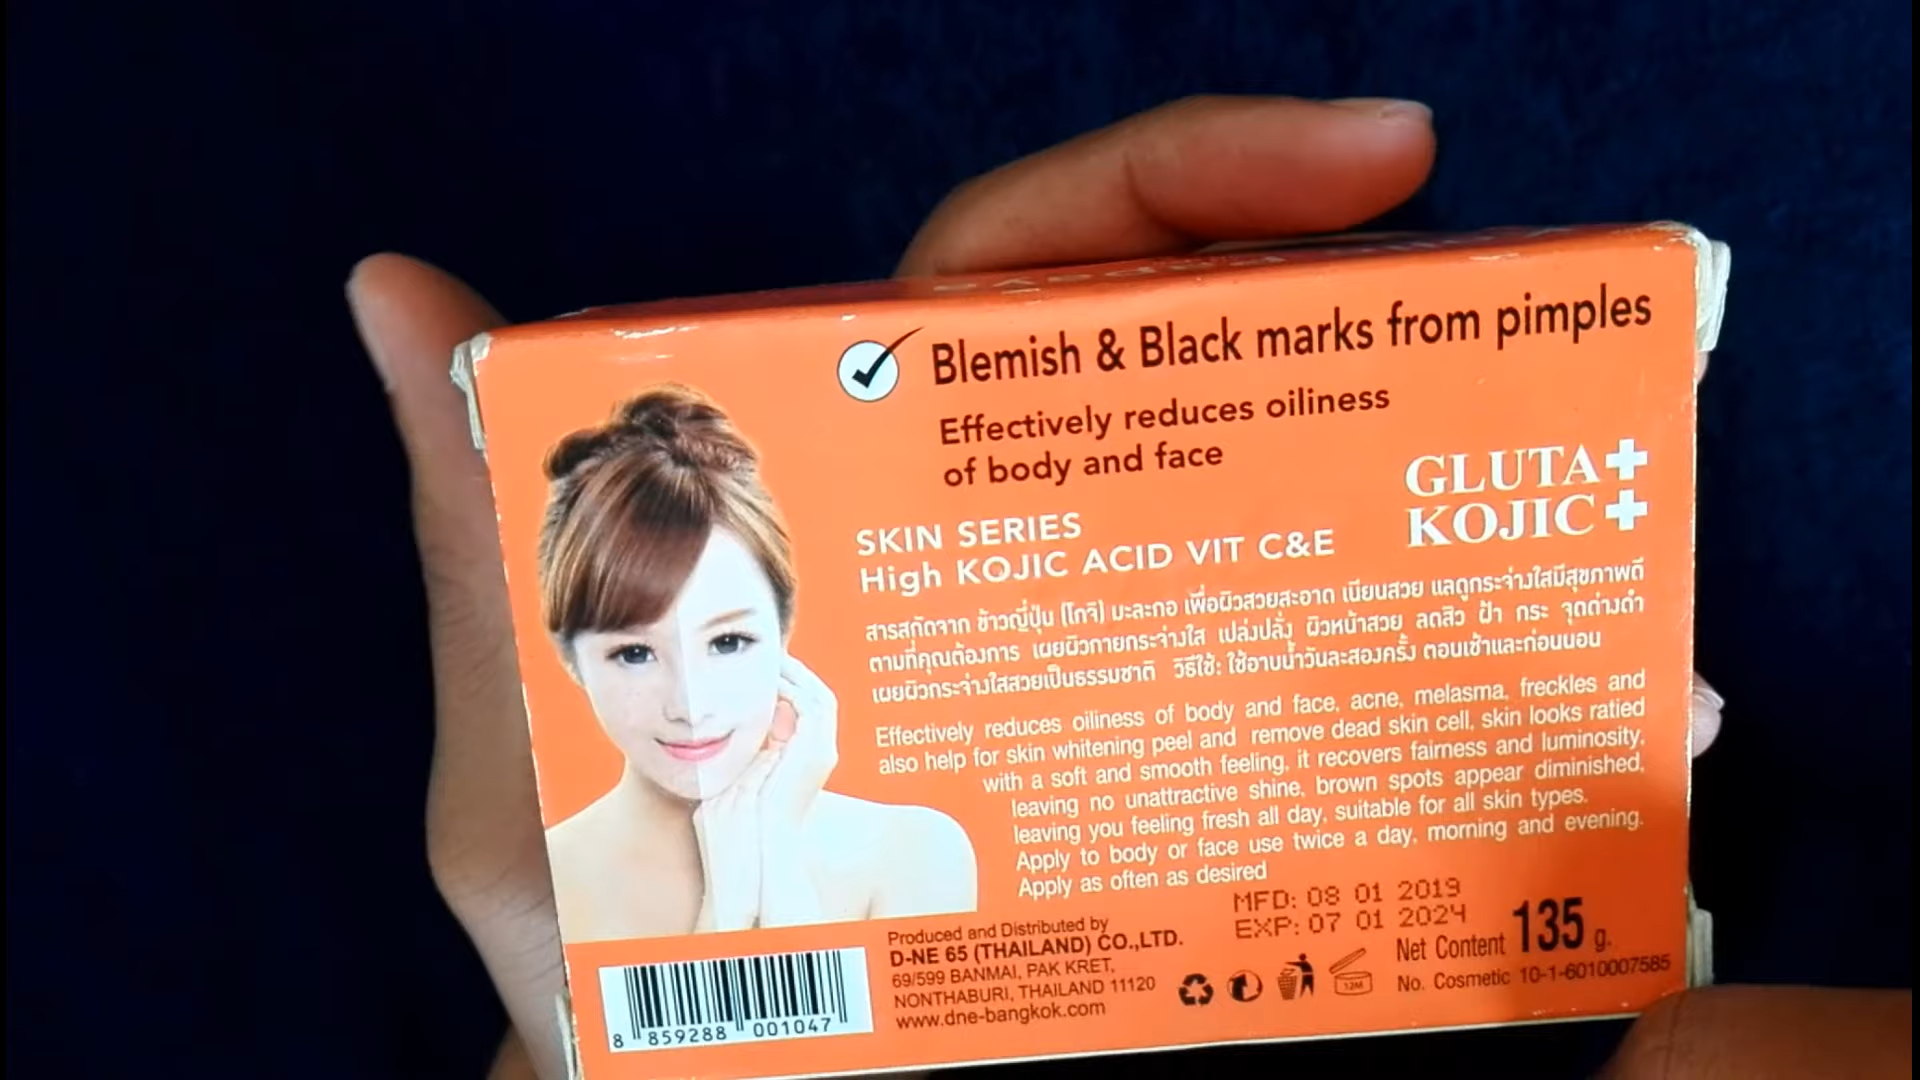 Blemish & Black marks from pimples
Effectively reduces oiliness
of body and face
GLUTA+
KOJIC+
SKIN SERIES
High KOJIC ACID VIT C&E
สารสกัดจาก ข้าวญี่ปุ่น (โกจิ) มะละกอ เพื่อผิวสวยสะอาด เนียนสวย แลดูกระจ่างใสมีสุขภาพดี
ตามที่คุณต้องการ เผยผิวกายกระจ่างใส เปล่งปลั่ง ผิวหน้าสวย ลดสิว ฝ้า กระ จุดด่างดำ
เผยผิวกระจ่างใสสวยเป็นธรรมชาติ วิธีใช้: ใช้อาบน้ำวันละสองครั้ง ตอนเช้าและก่อนนอน
Effectively reduces oiliness of body and face, acne, melasma, freckles and
also help for skin whitening peel and remove dead skin cell, skin looks ratied
with a soft and smooth feeling, it recovers fairness and luminosity,
leaving no unattractive shine, brown spots appear diminished,
leaving you feeling fresh all day, suitable for all skin types.
Apply to body or face use twice a day, morning and evening.
Apply as often as desired
MFD: 08 01 2019
EXP: 07 01 2024
Produced and Distributed by
D-NE 65 (THAILAND) CO.,LTD.
69/599 BANMAI, PAK KRET,
NONTHABURI, THAILAND 11120
www.dne-bangkok.com
12M
Net Content 135 g.
No. Cosmetic 10-1-6010007585
8 859288 001047